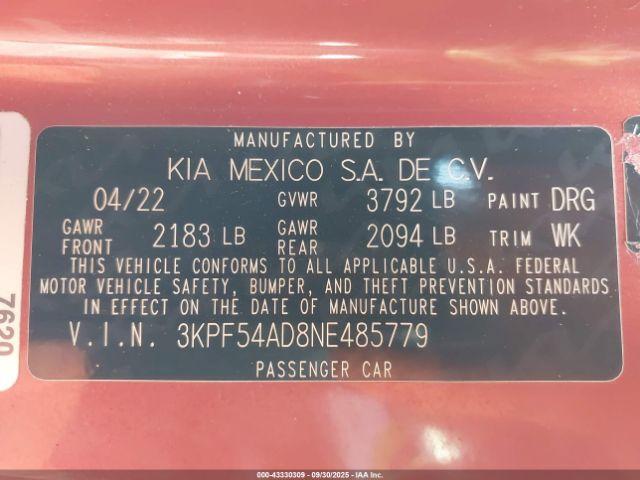 MANUFACTURED BY
KIA MEXICO S.A. DE C.V.
04/22 GVWR 3792 LB PAINT DRG
GAWR FRONT 2183 LB GAWR REAR 2094 LB TRIM WK
THIS VEHICLE CONFORMS TO ALL APPLICABLE U.S.A. FEDERAL
MOTOR VEHICLE SAFETY, BUMPER, AND THEFT PREVENTION STANDARDS
IN EFFECT ON THE DATE OF MANUFACTURE SHOWN ABOVE.
V.I.N. 3KPF54AD8NE485779
PASSENGER CAR
7620
000-43330309 - 09/30/2025 - IAAI.COM